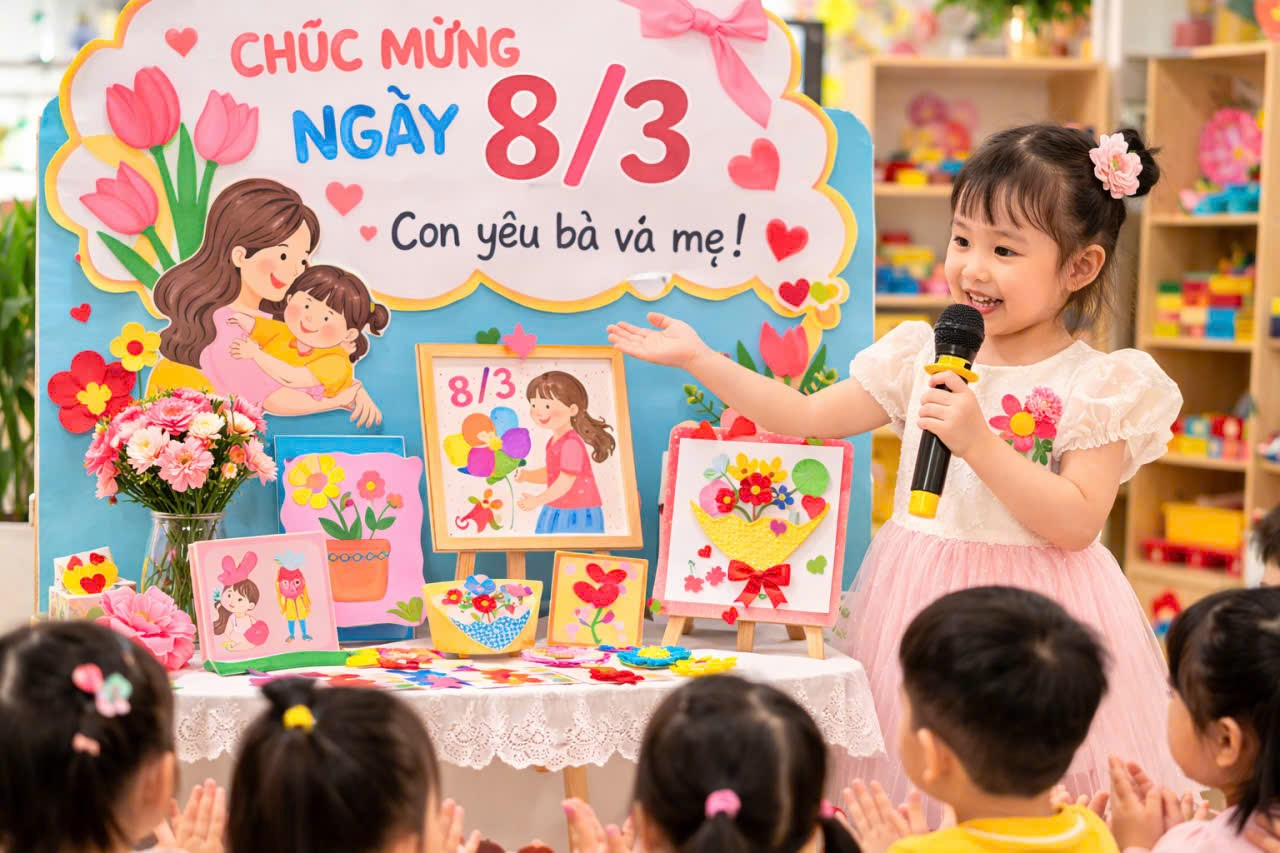 CHÚC MỪNG
NGÀY 8/3
Con yêu bà vá mẹ!
8/3